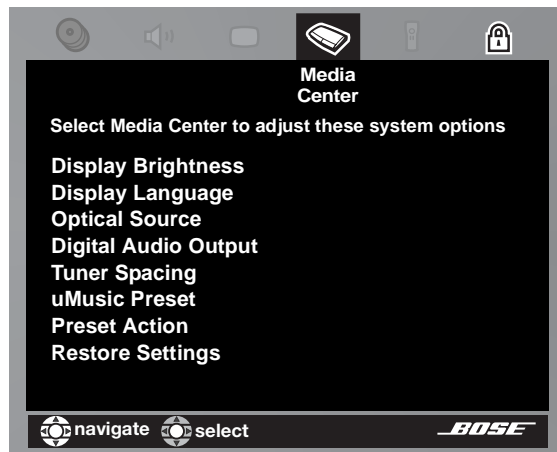 Media
Center
Select Media Center to adjust these system options
Display Brightness
Display Language
Optical Source
Digital Audio Output
Tuner Spacing
uMusic Preset
Preset Action
Restore Settings
navigate select BOSE